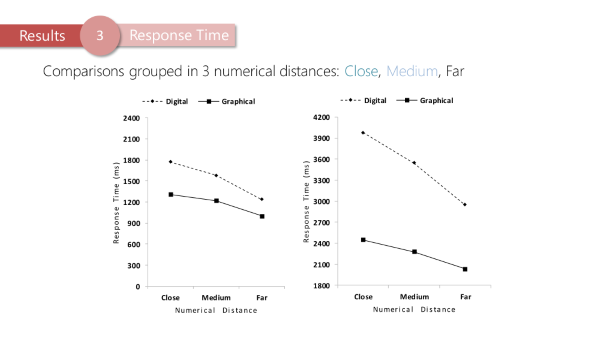 Results 3 Response Time
Comparisons grouped in 3 numerical distances: Close, Medium, Far
Digital Graphical
2400
2100
1800
1500
1200
900
600
300
0
Response Time (ms)
Close Medium Far
Numerical Distance
Digital Graphical
4200
3900
3600
3300
3000
2700
2400
2100
1800
Response Time (ms)
Close Medium Far
Numerical Distance